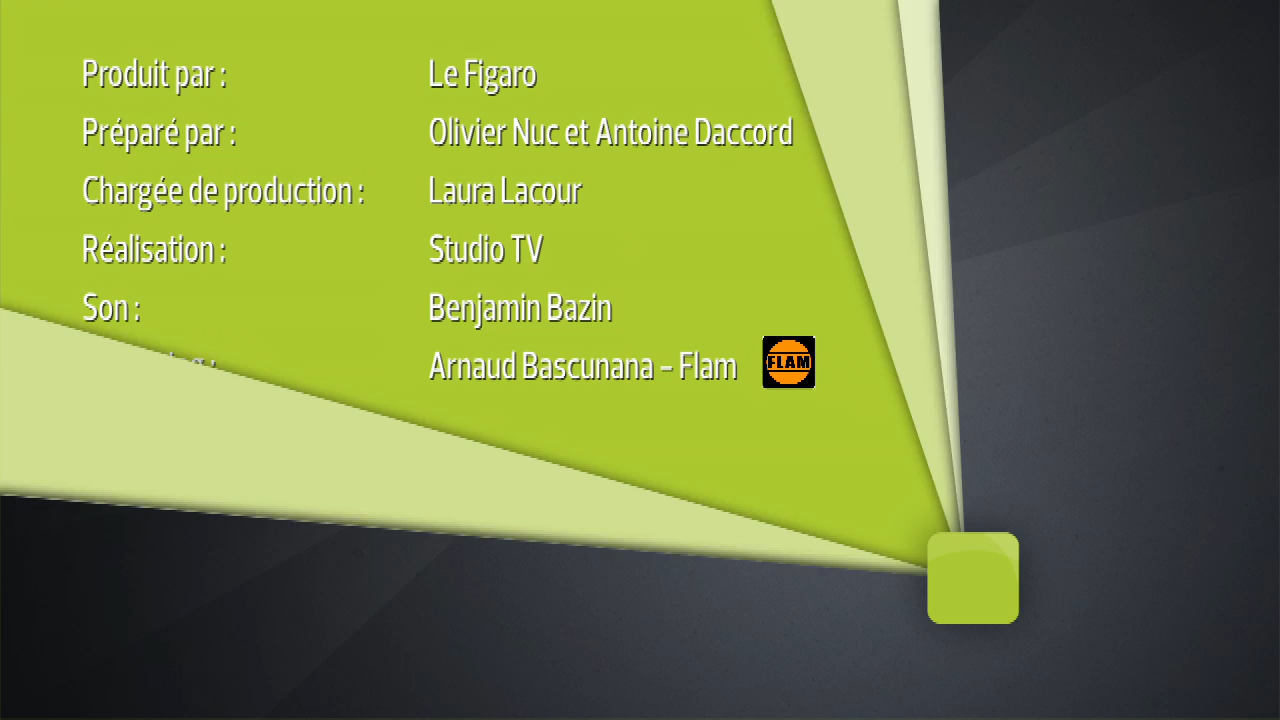 Produit par : Le Figaro
Préparé par : Olivier Nuc et Antoine Daccord
Chargée de production : Laura Lacour
Réalisation : Studio TV
Son : Benjamin Bazin
Arnaud Bascunana – Flam FLAM